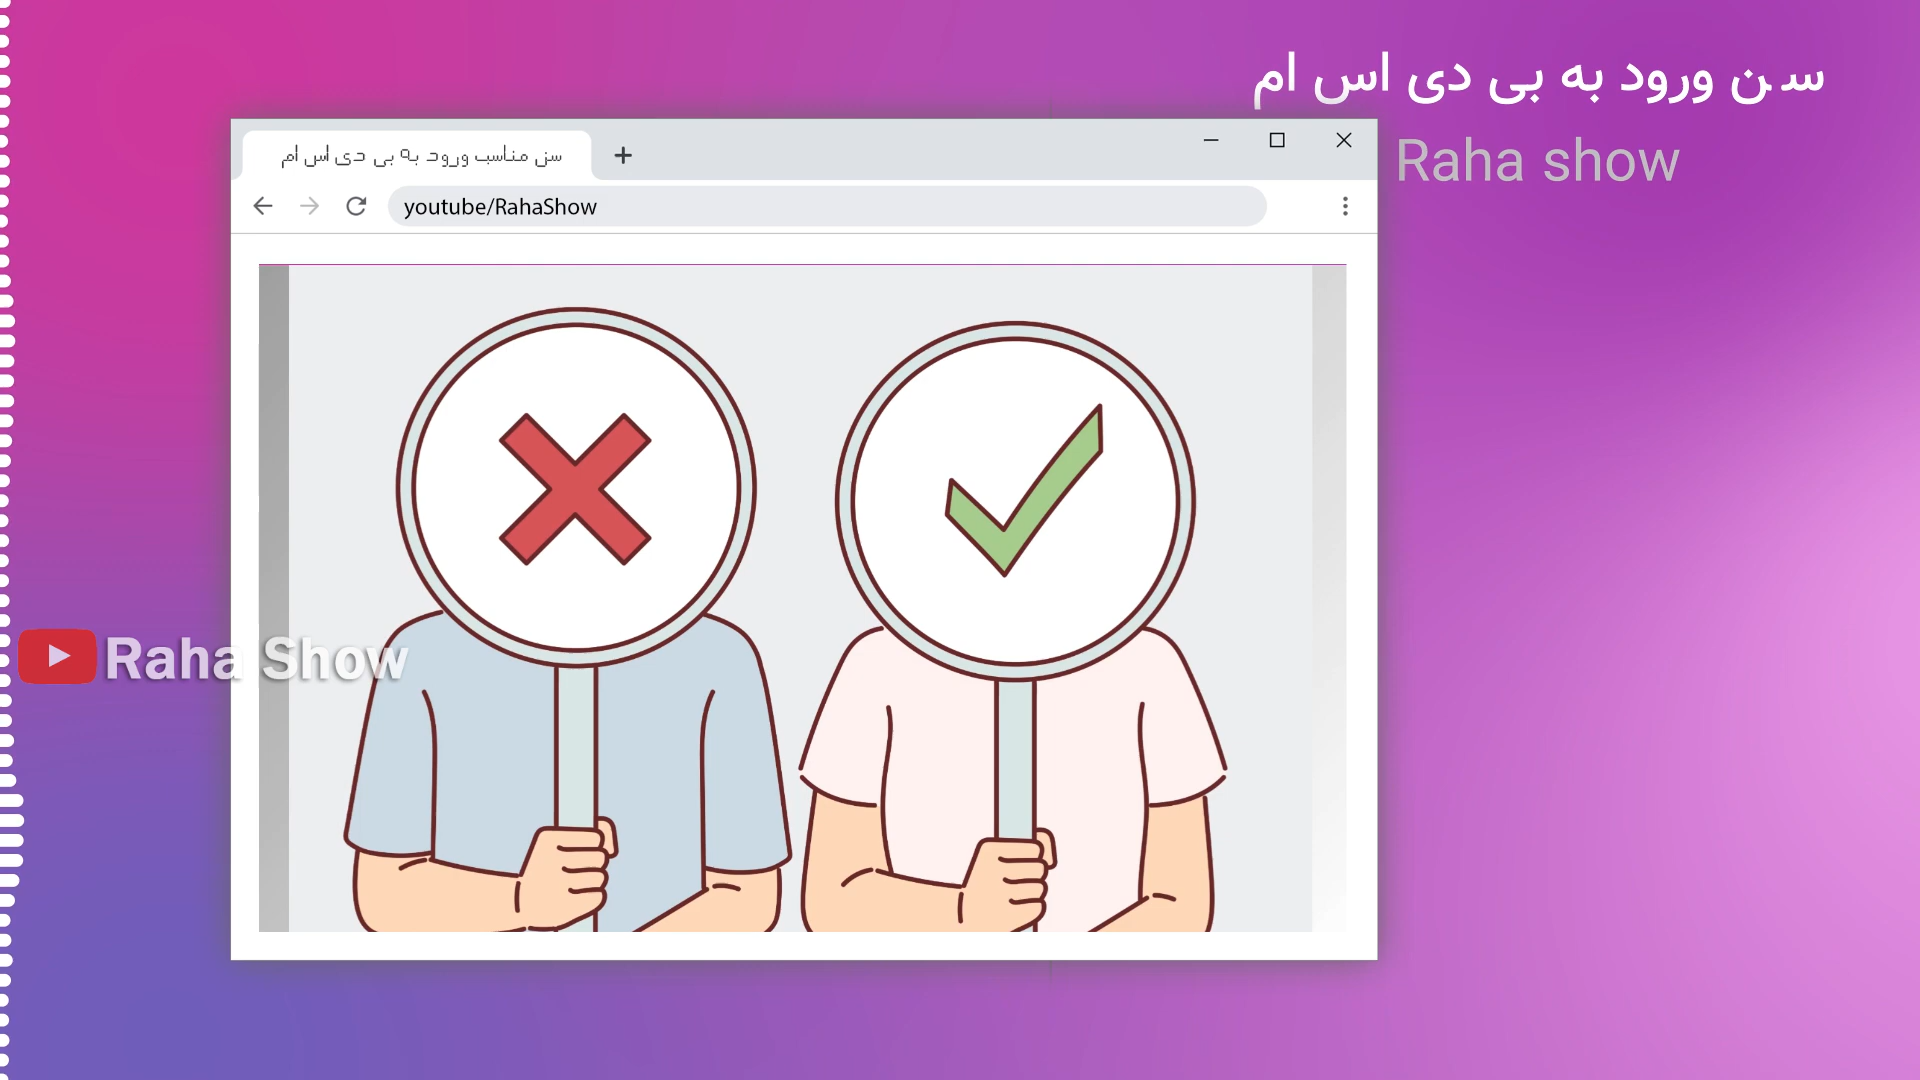 سن ورود به بی دی اس ام
Raha show
سن مناسب ورود به بی دی اس ام
youtube/RahaShow
Raha Show